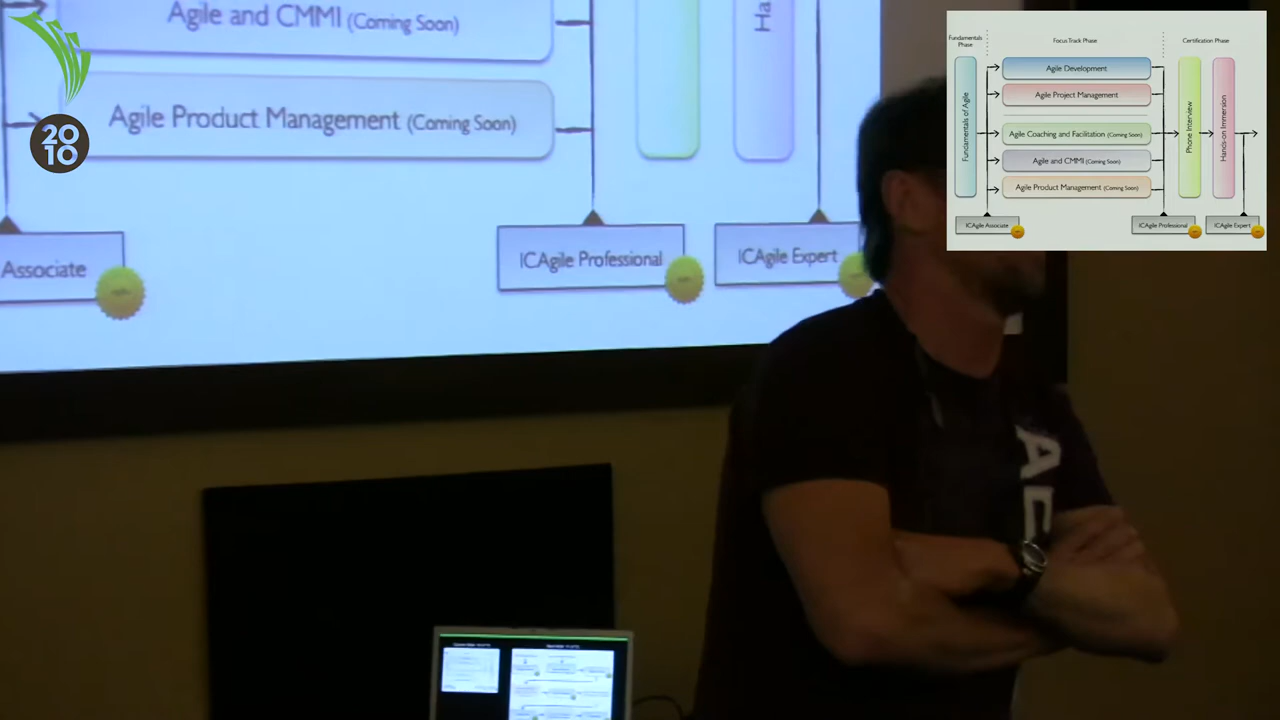 Agile and CMMI (Coming Soon)
Ha
Agile Product Management (Coming Soon)
20
10
Associate
ICAgile Professional
ICAgile Expert
AC
Fundamentals
Phase
Focus Track Phase
Certification Phase
Fundamentals of Agile
Agile Development
Agile Project Management
Agile Coaching and Facilitation (Coming Soon)
Agile and CMMI (Coming Soon)
Agile Product Management (Coming Soon)
Phone Interview
Hands-on Immersion
ICAgile Associate
ICAgile Professional
ICAgile Expert